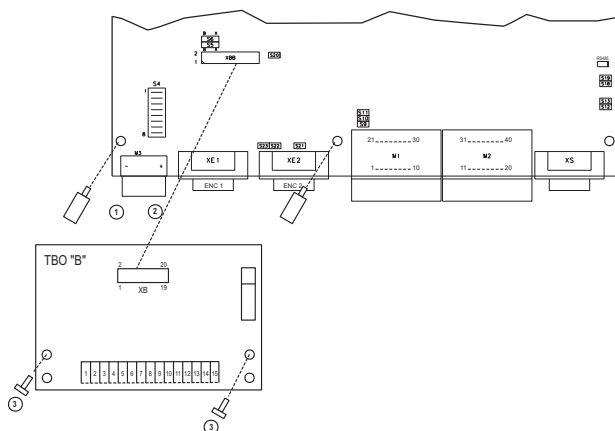 B A
S6
S5
B A
2
XBB
S20
1
RS485
S4
1
8
S19
S18
S13
S12
S11
S10
S9
S23 S22 S21
21 30
31 40
M3
- +
XE1
XE2
M1
M2
XS
1 10
11 20
ENC 1
ENC 2
1
2
TBO "B"
2 20
1 19
XB
1 2 3 4 5 6 7 8 9 10 11 12 13 14 15
3
3